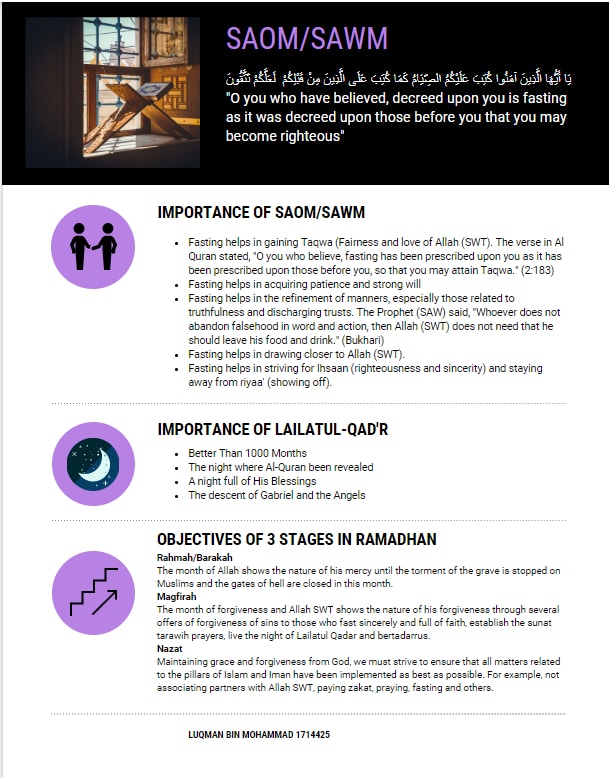 SAOM/SAWM
يَا أَيُّهَا الَّذِينَ آمَنُوا كُتِبَ عَلَيْكُمُ الصِّيَامُ كَمَا كُتِبَ عَلَى الَّذِينَ مِنْ قَبْلِكُمْ لَعَلَّكُمْ تَتَّقُونَ
"O you who have believed, decreed upon you is fasting
as it was decreed upon those before you that you may
become righteous"
IMPORTANCE OF SAOM/SAWM
• Fasting helps in gaining Taqwa (Fairness and love of Allah (SWT). The verse in Al
Quran stated, "O you who believe, fasting has been prescribed upon you as it has
been prescribed upon those before you, so that you may attain Taqwa." (2:183)
• Fasting helps in acquiring patience and strong will
• Fasting helps in the refinement of manners, especially those related to
truthfulness and discharging trusts. The Prophet (SAW) said, "Whoever does not
abandon falsehood in word and action, then Allah (SWT) does not need that he
should leave his food and drink." (Bukhari)
• Fasting helps in drawing closer to Allah (SWT).
• Fasting helps in striving for Ihsaan (righteousness and sincerity) and staying
away from riyaa' (showing off).
IMPORTANCE OF LAILATUL-QAD'R
• Better Than 1000 Months
• The night where Al-Quran been revealed
• A night full of His Blessings
• The descent of Gabriel and the Angels
OBJECTIVES OF 3 STAGES IN RAMADHAN
Rahmah/Barakah
The month of Allah shows the nature of his mercy until the torment of the grave is stopped on
Muslims and the gates of hell are closed in this month.
Magfirah
The month of forgiveness and Allah SWT shows the nature of his forgiveness through several
offers of forgiveness of sins to those who fast sincerely and full of faith, establish the sunat
tarawih prayers, live the night of Lailatul Qadar and bertadarrus.
Nazat
Maintaining grace and forgiveness from God, we must strive to ensure that all matters related
to the pillars of Islam and Iman have been implemented as best as possible. For example, not
associating partners with Allah SWT, paying zakat, praying, fasting and others.
LUQMAN BIN MOHAMMAD 1714425